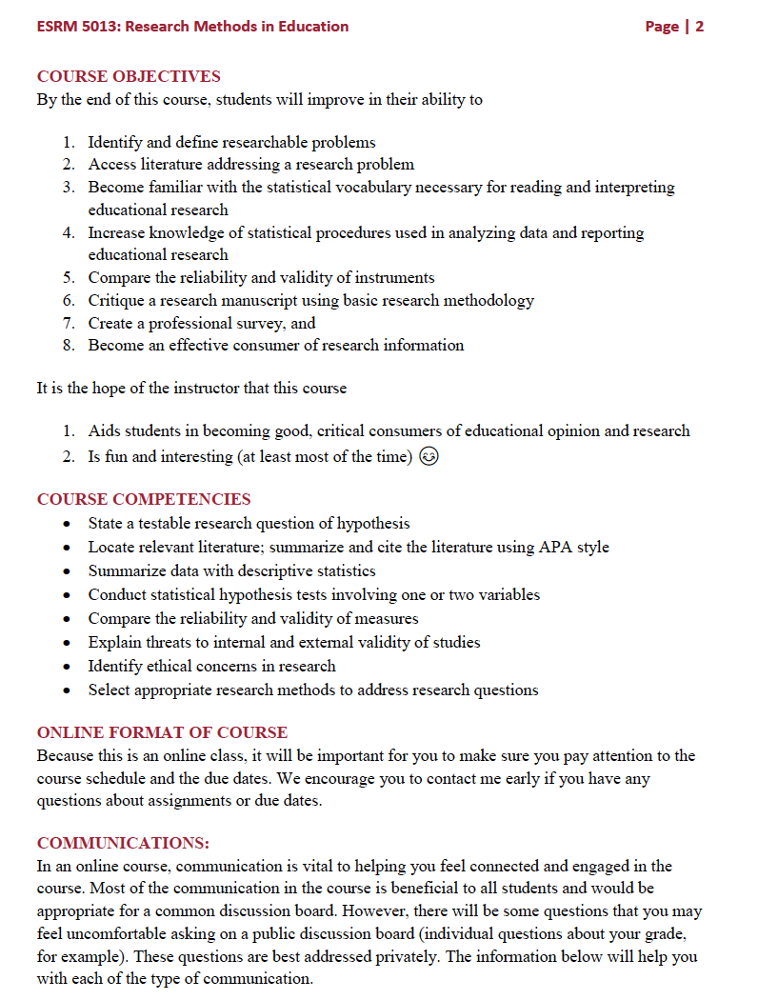 ESRM 5013: Research Methods in Education Page | 2
COURSE OBJECTIVES
By the end of this course, students will improve in their ability to
1. Identify and define researchable problems
2. Access literature addressing a research problem
3. Become familiar with the statistical vocabulary necessary for reading and interpreting
educational research
4. Increase knowledge of statistical procedures used in analyzing data and reporting
educational research
5. Compare the reliability and validity of instruments
6. Critique a research manuscript using basic research methodology
7. Create a professional survey, and
8. Become an effective consumer of research information
It is the hope of the instructor that this course
1. Aids students in becoming good, critical consumers of educational opinion and research
2. Is fun and interesting (at least most of the time) 😊
COURSE COMPETENCIES
• State a testable research question of hypothesis
• Locate relevant literature; summarize and cite the literature using APA style
• Summarize data with descriptive statistics
• Conduct statistical hypothesis tests involving one or two variables
• Compare the reliability and validity of measures
• Explain threats to internal and external validity of studies
• Identify ethical concerns in research
• Select appropriate research methods to address research questions
ONLINE FORMAT OF COURSE
Because this is an online class, it will be important for you to make sure you pay attention to the
course schedule and the due dates. We encourage you to contact me early if you have any
questions about assignments or due dates.
COMMUNICATIONS:
In an online course, communication is vital to helping you feel connected and engaged in the
course. Most of the communication in the course is beneficial to all students and would be
appropriate for a common discussion board. However, there will be some questions that you may
feel uncomfortable asking on a public discussion board (individual questions about your grade,
for example). These questions are best addressed privately. The information below will help you
with each of the type of communication.